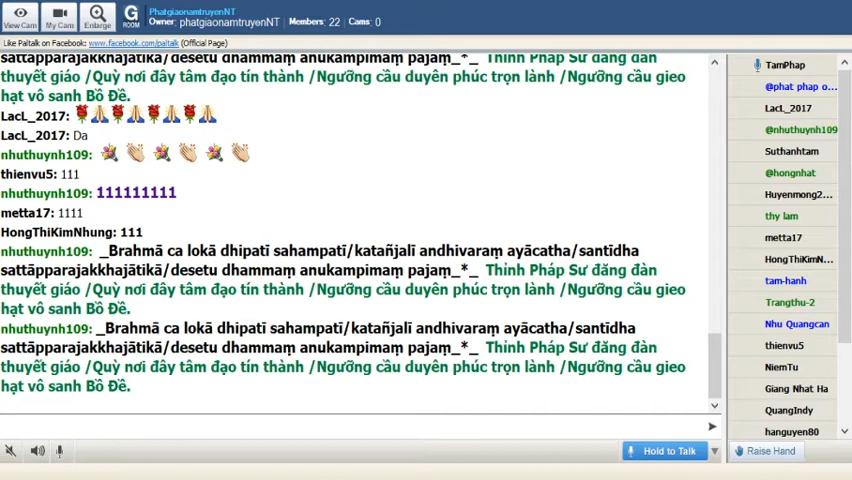 View Cam
My Cam
Enlarge
G
ROOM
PhatgiaonamtruyenNT
Owner: phatgiaonamtruyenNT Members: 22 Cams: 0
Like Paltalk on Facebook: www.facebook.com/paltalk (Official Page)
sattāpparajakkhajātikā/desetu dhammaṃ anukampimaṃ pajaṃ_*_ Thỉnh Pháp Sư đăng đàn
thuyết giáo /Quỳ nơi đây tâm đạo tín thành /Ngưỡng cầu duyên phúc trọn lành /Ngưỡng cầu gieo
hạt vô sanh Bồ Đề.
LacL_2017:
LacL_2017: Da
nhuthuynh109:
thienvu5: 111
nhuthuynh109: 111111111
metta17: 1111
HongThiKimNhung: 111
nhuthuynh109: _Brahmā ca lokā dhipatī sahampatī/katañjalī andhivaraṃ ayācatha/santīdha
sattāpparajakkhajātikā/desetu dhammaṃ anukampimaṃ pajaṃ_*_ Thỉnh Pháp Sư đăng đàn
thuyết giáo /Quỳ nơi đây tâm đạo tín thành /Ngưỡng cầu duyên phúc trọn lành /Ngưỡng cầu gieo
hạt vô sanh Bồ Đề.
nhuthuynh109: _Brahmā ca lokā dhipatī sahampatī/katañjalī andhivaraṃ ayācatha/santīdha
sattāpparajakkhajātikā/desetu dhammaṃ anukampimaṃ pajaṃ_*_ Thỉnh Pháp Sư đăng đàn
thuyết giáo /Quỳ nơi đây tâm đạo tín thành /Ngưỡng cầu duyên phúc trọn lành /Ngưỡng cầu gieo
hạt vô sanh Bồ Đề.
Hold to Talk
TamPhap
@phat phap o...
LacL_2017
@nhuthuynh109
Suthanhtam
@hongnhat
Huyenmong2...
thy lam
metta17
HongThiKimN...
tam-hanh
Trangthu-2
Nhu Quangcan
thienvu5
NiemTu
Giang Nhat Ha
QuangIndy
hanguyen80
Raise Hand